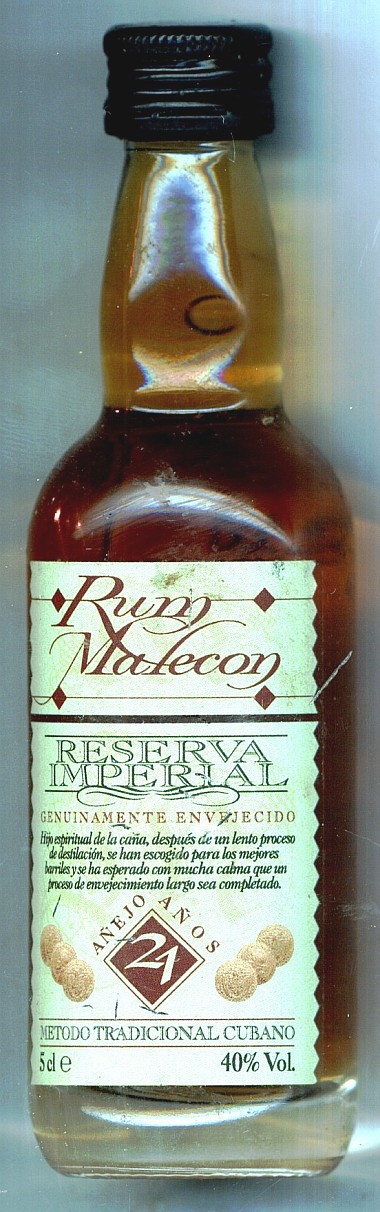 Rum
Malecon
RESERVA
IMPERIAL
GENUINAMENTE ENVEJECIDO
Hijo espiritual de la caña, después de un lento proceso
de destilación, se han escogido para los mejores
barriles y se ha esperado con mucha calma que un
proceso de envejecimiento largo sea completado.
AÑEJO AÑOS
21
METODO TRADICIONAL CUBANO
5 cl e 40% Vol.